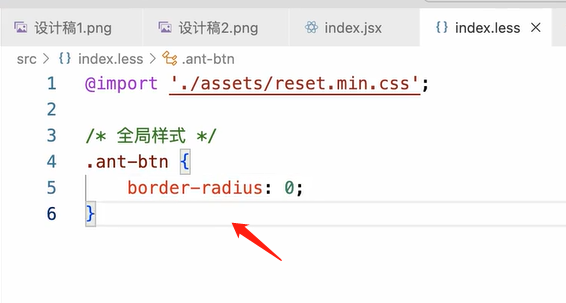 设计稿1.png
设计稿2.png
index.jsx
{} index.less ×
src > {} index.less > .ant-btn
1 @import './assets/reset.min.css';
2
3 /* 全局样式 */
4 .ant-btn {
5 border-radius: 0;
6 }